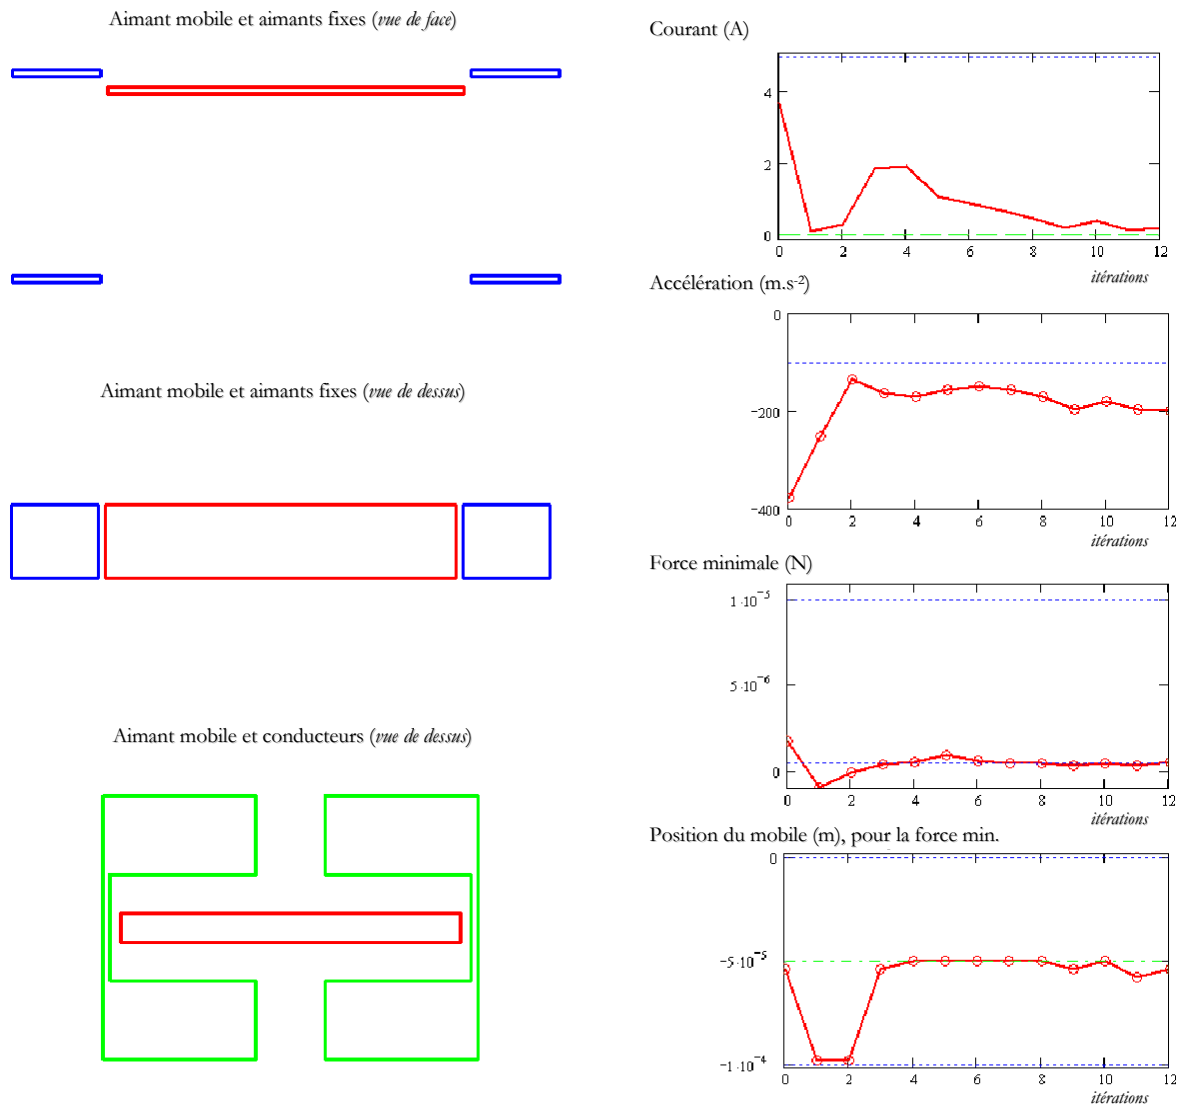 Aimant mobile et aimants fixes (vue de face)
Aimant mobile et aimants fixes (vue de dessus)
Aimant mobile et conducteurs (vue de dessus)
Courant (A)
4
2
0
0 2 4 6 8 10 12
itérations
Accélération (m.s-²)
0
−200
−400
0 2 4 6 8 10 12
itérations
Force minimale (N)
1·10⁻⁵
5·10⁻⁶
0
0 2 4 6 8 10 12
itérations
Position du mobile (m), pour la force min.
0
−5·10⁻⁵
−1·10⁻⁴
0 2 4 6 8 10 12
itérations